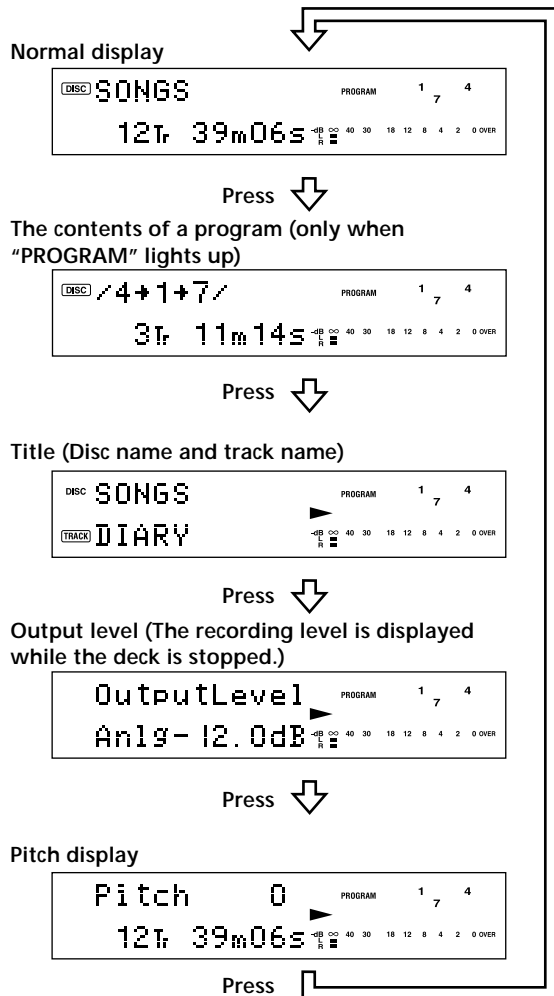 Normal display
DISC SONGS PROGRAM 1 7 4
12Tr 39m06s -dB L R ∞ 40 30 18 12 8 4 2 0 OVER
Press
The contents of a program (only when
“PROGRAM” lights up)
DISC /4→1→7/ PROGRAM 1 7 4
3Tr 11m14s -dB L R ∞ 40 30 18 12 8 4 2 0 OVER
Press
Title (Disc name and track name)
DISC SONGS PROGRAM 1 7 4
TRACK DIARY -dB L R ∞ 40 30 18 12 8 4 2 0 OVER
Press
Output level (The recording level is displayed
while the deck is stopped.)
OutputLevel PROGRAM 1 7 4
Anlg-12.0dB -dB L R ∞ 40 30 18 12 8 4 2 0 OVER
Press
Pitch display
Pitch 0 PROGRAM 1 7 4
12Tr 39m06s -dB L R ∞ 40 30 18 12 8 4 2 0 OVER
Press